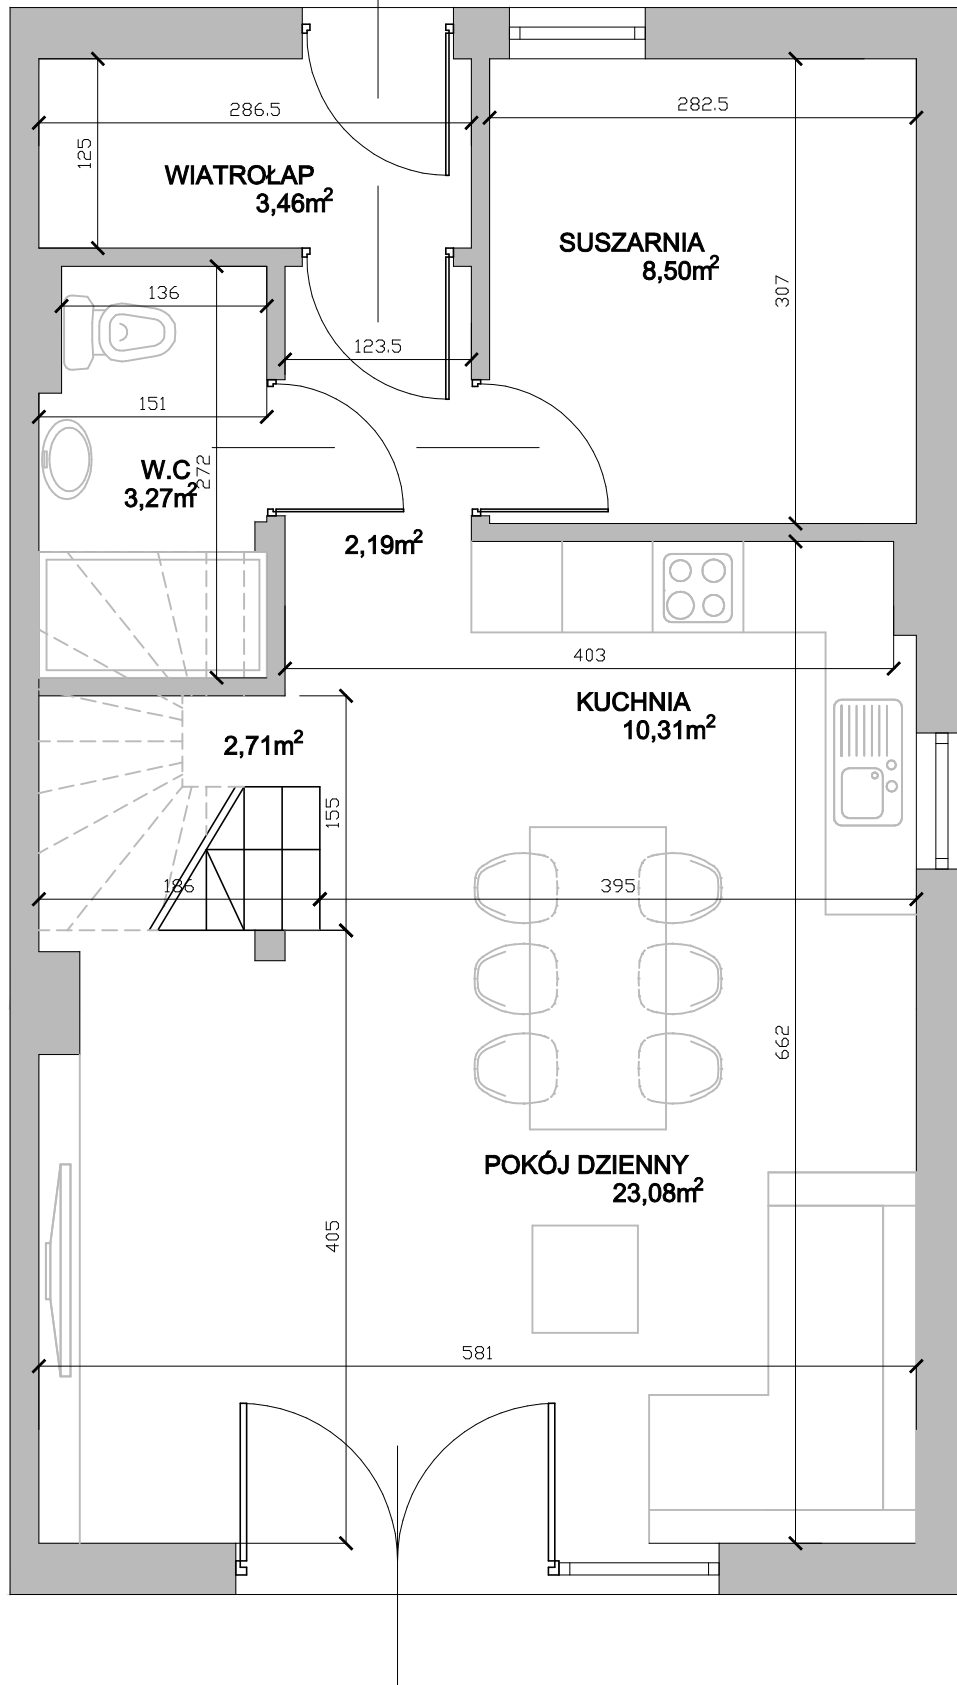 286.5
282.5
125
WIATROŁAP
3,46m²
SUSZARNIA
8,50m²
307
136
123.5
151
W.C
3,27m²
272
2,19m²
403
KUCHNIA
10,31m²
2,71m²
155
186
395
662
POKÓJ DZIENNY
23,08m²
405
581